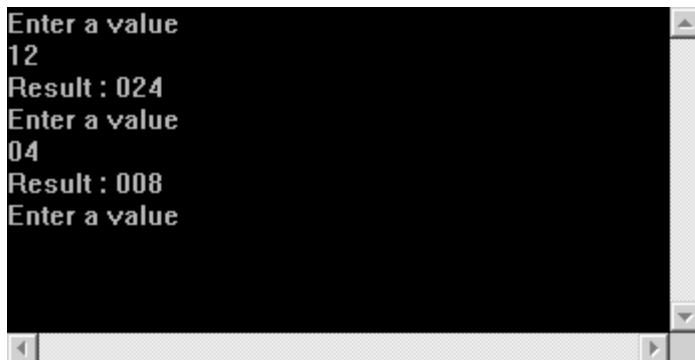 Enter a value
12
Result : 024
Enter a value
04
Result : 008
Enter a value